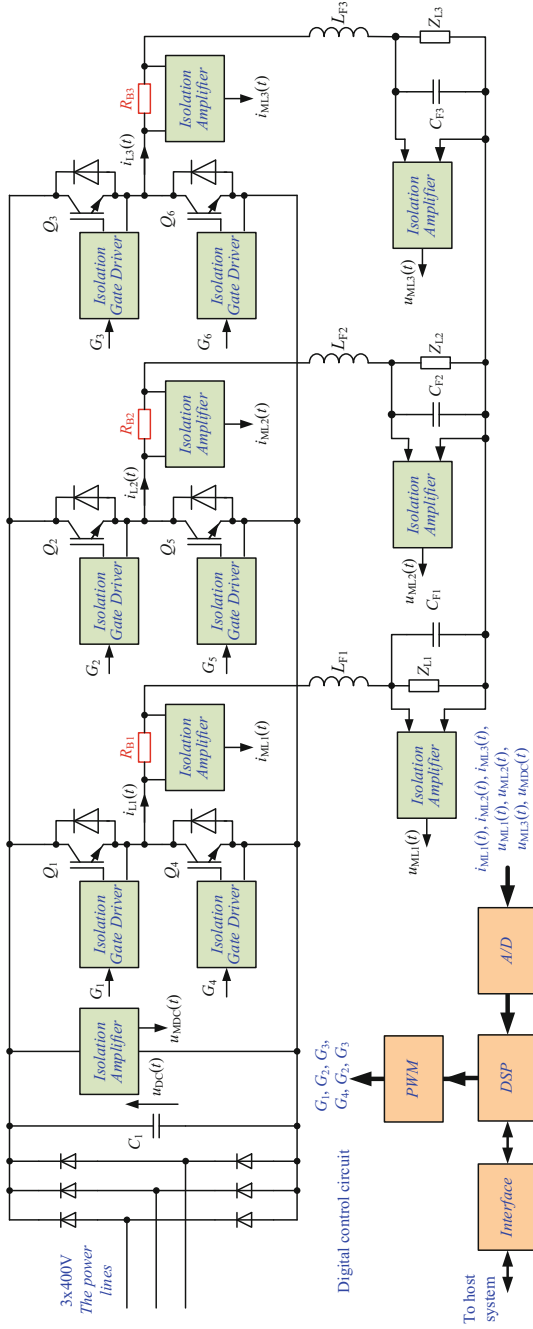 3x400V
The power
lines
C1
uDC(t)
Isolation
Amplifier
uMDC(t)
G1
Isolation
Gate Driver
Q1
G4
Isolation
Gate Driver
Q4
iL1(t)
RB1
Isolation
Amplifier
iML1(t)
G2
Isolation
Gate Driver
Q2
G5
Isolation
Gate Driver
Q5
iL2(t)
RB2
Isolation
Amplifier
iML2(t)
G3
Isolation
Gate Driver
Q3
G6
Isolation
Gate Driver
Q6
iL3(t)
RB3
Isolation
Amplifier
iML3(t)
LF1
uML1(t)
Isolation
Amplifier
ZL1
CF1
LF2
uML2(t)
Isolation
Amplifier
CF2
ZL2
LF3
uML3(t)
Isolation
Amplifier
CF3
ZL3
Digital control circuit
G1, G2, G3,
G4, G2, G3
PWM
To host
system
Interface
DSP
A/D
iML1(t), iML2(t), iML3(t),
uML1(t), uML2(t),
uML3(t), uMDC(t)